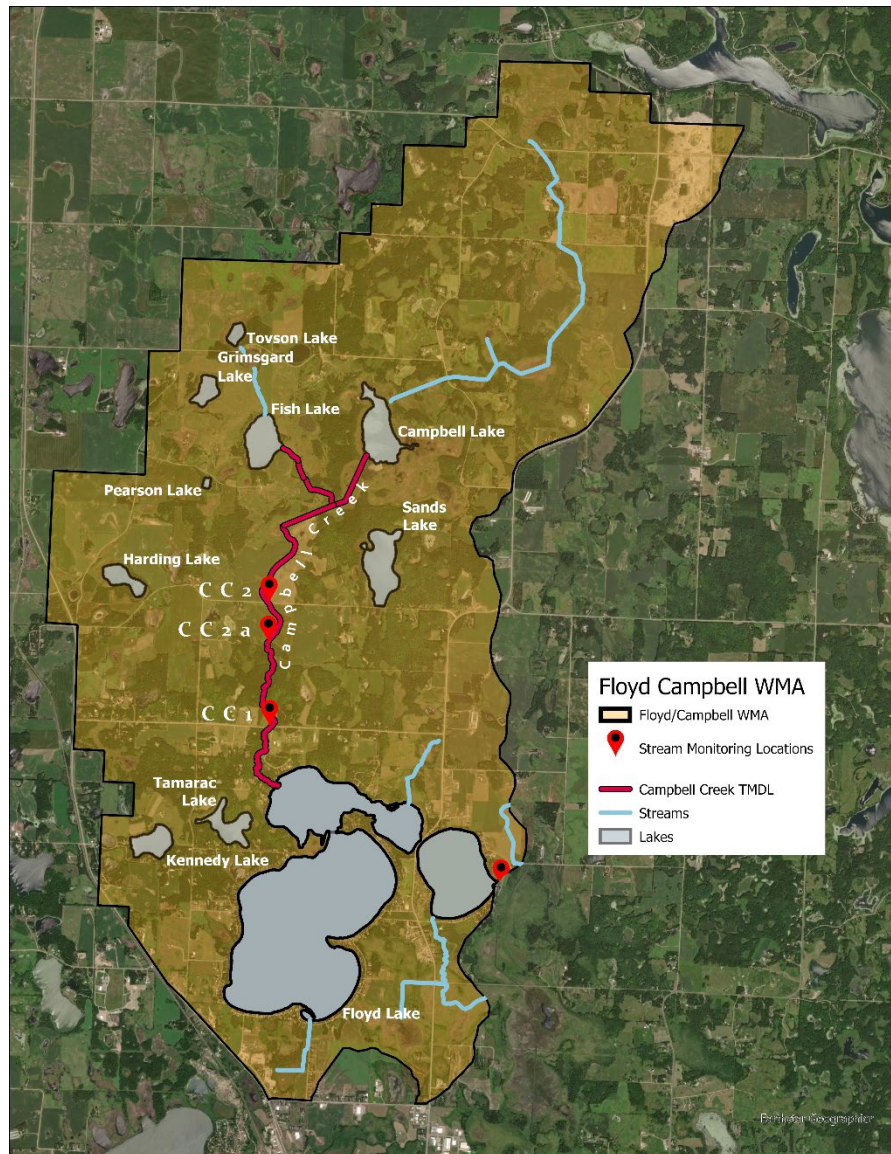 Tovson Lake
Grimsgard
Lake
Fish Lake
Campbell Lake
Pearson Lake
Sands
Lake
Campbell Creek
Harding Lake
CC2
CC2a
CC1
Floyd Campbell WMA
Floyd/Campbell WMA
Stream Monitoring Locations
Campbell Creek TMDL
Streams
Lakes
Tamarac
Lake
Kennedy Lake
Floyd Lake